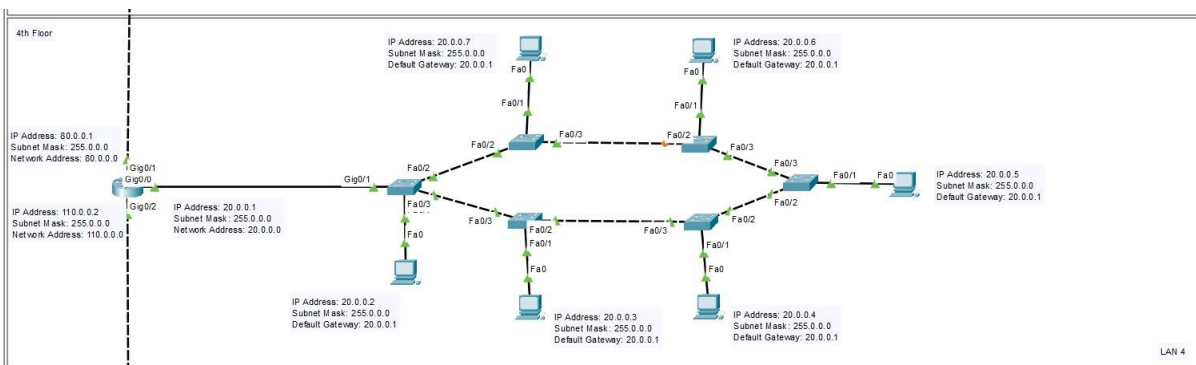 4th Floor
IP Address: 20.0.0.7
Subnet Mask: 255.0.0.0
Default Gateway: 20.0.0.1
Fa0
Fa0/1
IP Address: 20.0.0.6
Subnet Mask: 255.0.0.0
Default Gateway: 20.0.0.1
Fa0
Fa0/1
IP Address: 80.0.0.1
Subnet Mask: 255.0.0.0
Network Address: 80.0.0.0
Gig0/1
Gig0/0
Gig0/2
IP Address: 110.0.0.2
Subnet Mask: 255.0.0.0
Network Address: 110.0.0.0
IP Address: 20.0.0.1
Subnet Mask: 255.0.0.0
Network Address: 20.0.0.0
Gig0/1
Fa0/2
Fa0/3
Fa0
Fa0/2
Fa0/3
Fa0/2
Fa0/3
Fa0/3
Fa0/1
Fa0
Fa0/2
IP Address: 20.0.0.5
Subnet Mask: 255.0.0.0
Default Gateway: 20.0.0.1
Fa0/3
Fa0/2
Fa0/1
Fa0
Fa0/3
Fa0/2
Fa0/1
Fa0
IP Address: 20.0.0.2
Subnet Mask: 255.0.0.0
Default Gateway: 20.0.0.1
IP Address: 20.0.0.3
Subnet Mask: 255.0.0.0
Default Gateway: 20.0.0.1
IP Address: 20.0.0.4
Subnet Mask: 255.0.0.0
Default Gateway: 20.0.0.1
LAN 4